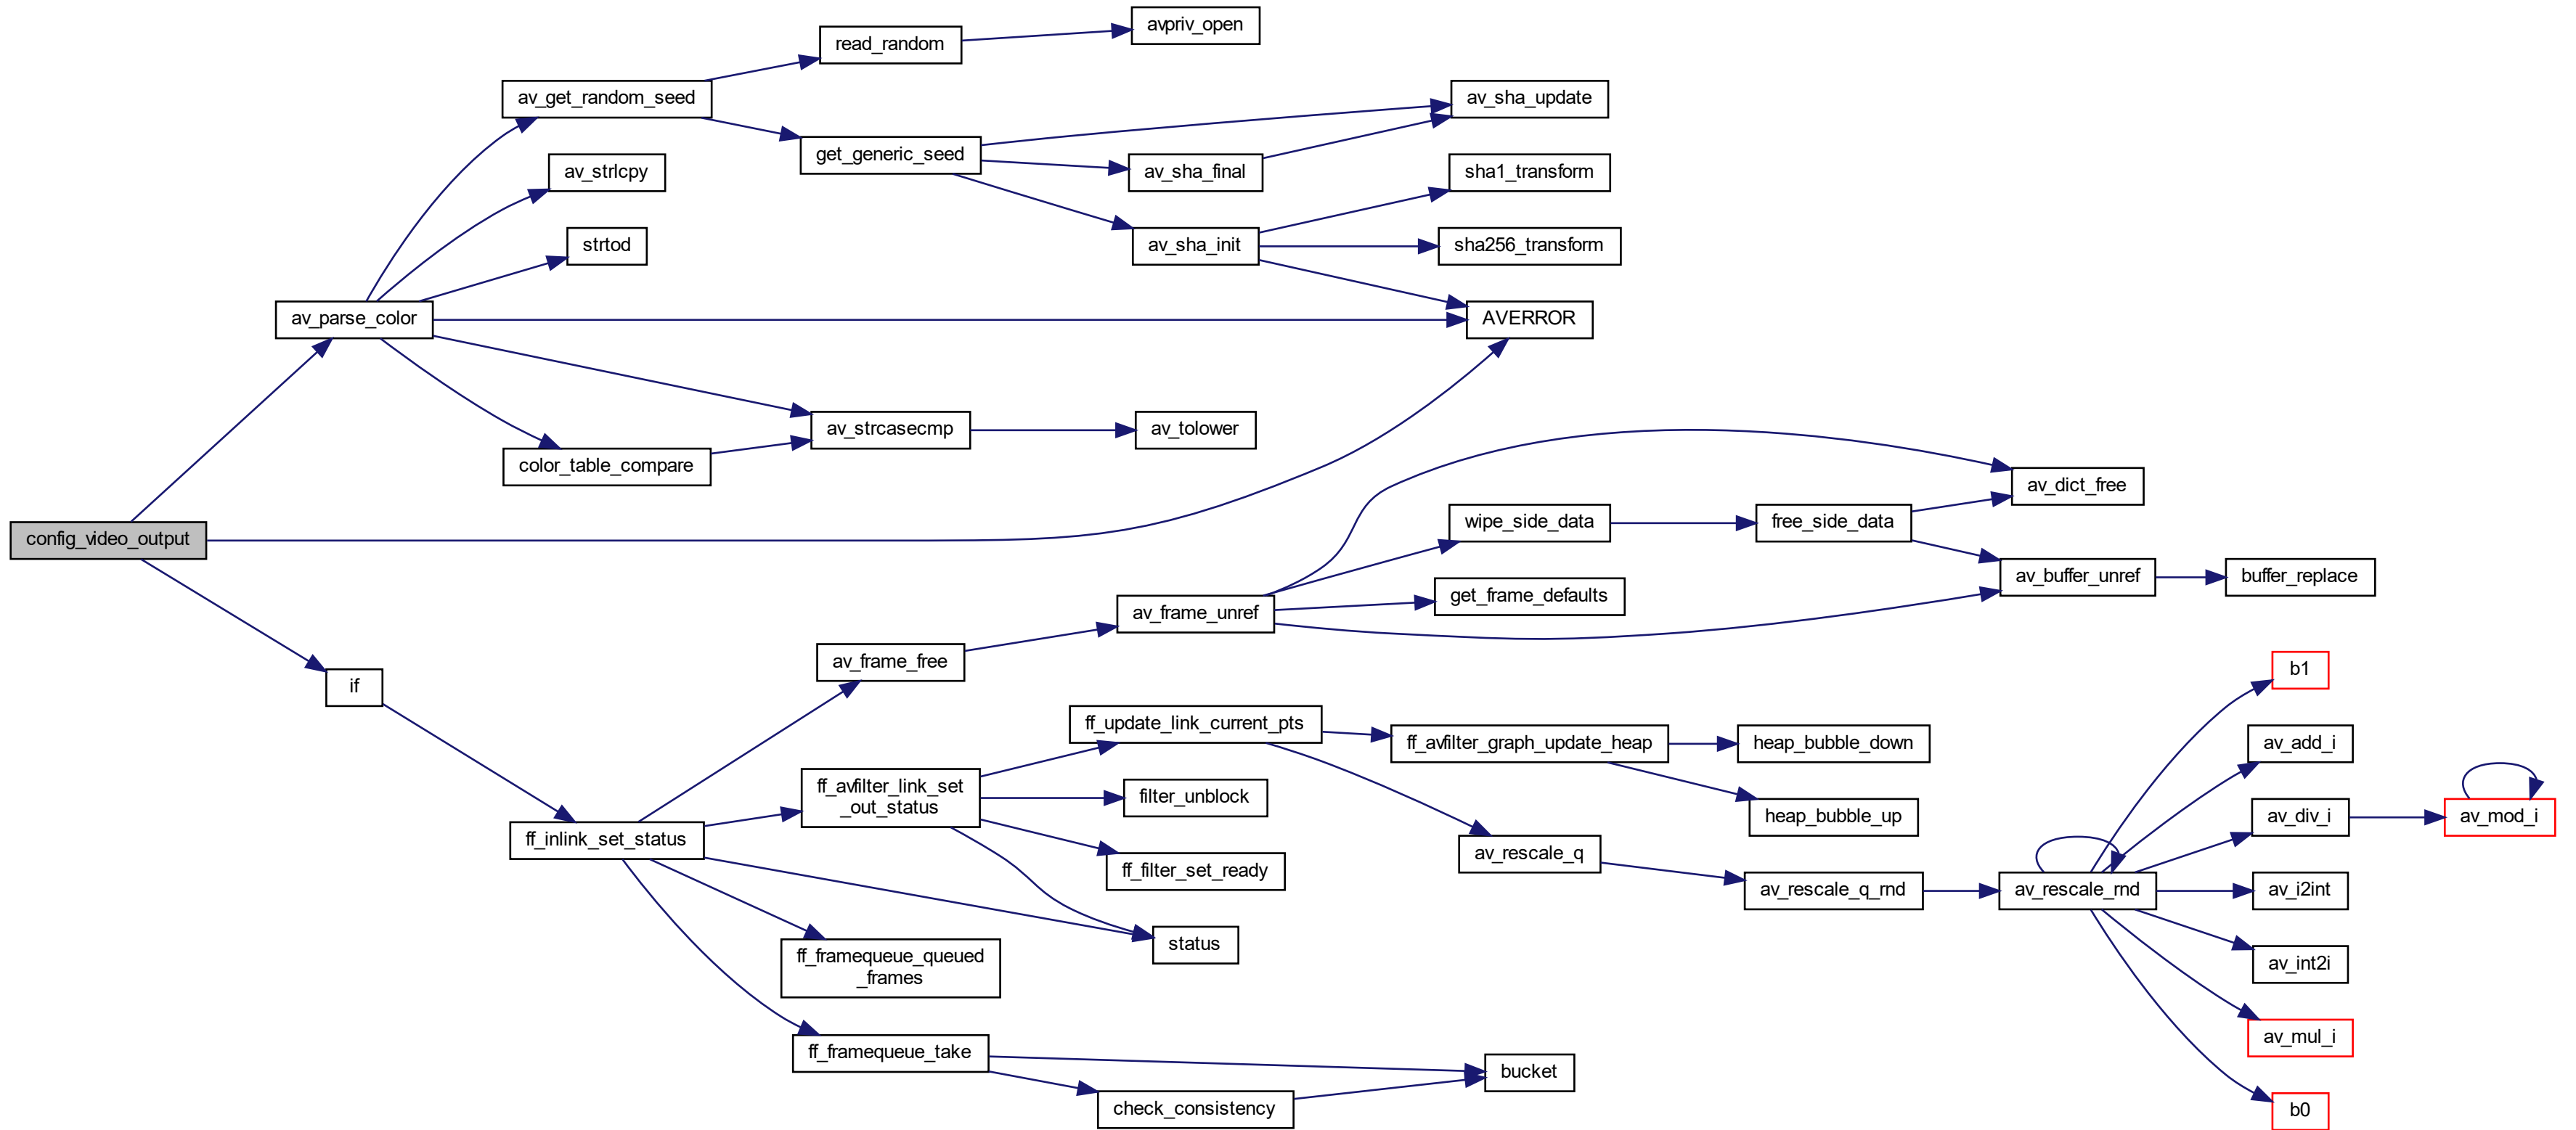 avpriv_open
read_random
av_get_random_seed
av_sha_update
get_generic_seed
av_strlcpy
av_sha_final
sha1_transform
strtod
av_sha_init
sha256_transform
av_parse_color
AVERROR
av_strcasecmp
av_tolower
color_table_compare
av_dict_free
config_video_output
wipe_side_data
free_side_data
av_buffer_unref
buffer_replace
get_frame_defaults
av_frame_unref
av_frame_free
b1
if
ff_update_link_current_pts
ff_avfilter_graph_update_heap
heap_bubble_down
av_add_i
ff_avfilter_link_set
_out_status
filter_unblock
heap_bubble_up
av_div_i
av_mod_i
ff_inlink_set_status
av_rescale_q
ff_filter_set_ready
av_rescale_q_rnd
av_rescale_rnd
av_i2int
status
ff_framequeue_queued
_frames
av_int2i
av_mul_i
ff_framequeue_take
bucket
check_consistency
b0